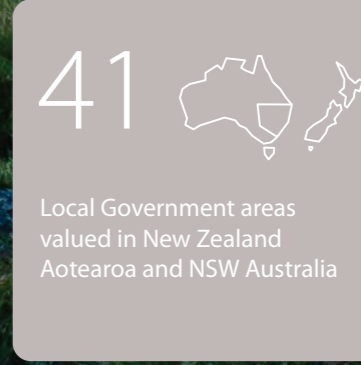 41
Local Government areas
valued in New Zealand
Aotearoa and NSW Australia